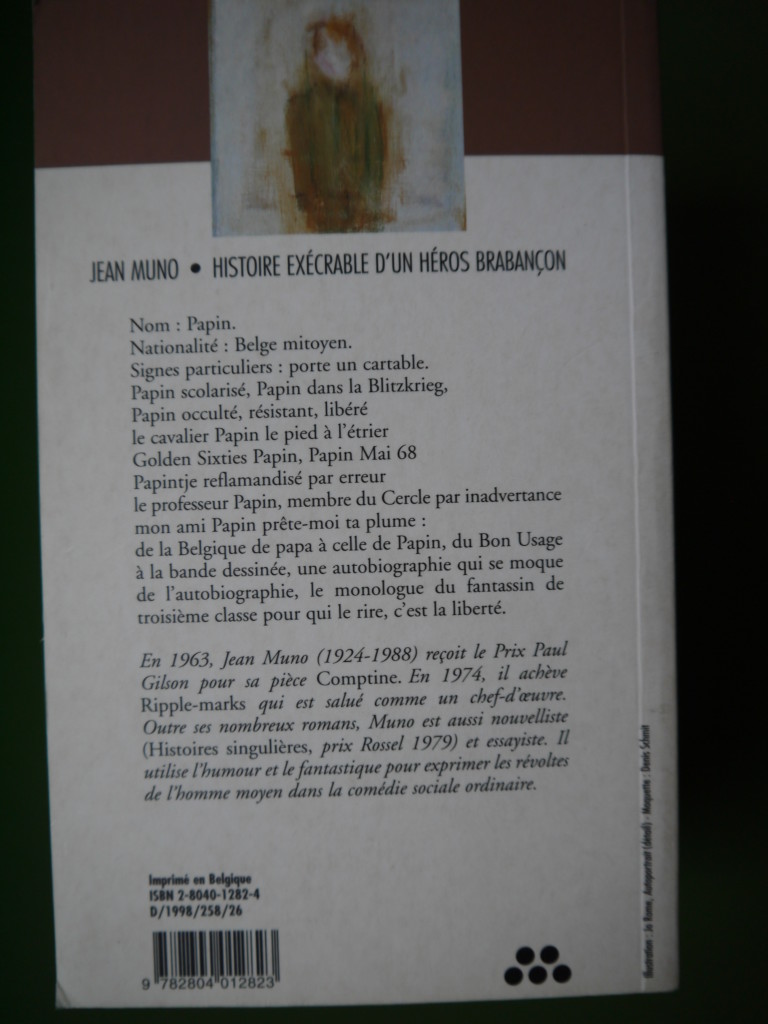 JEAN MUNO • HISTOIRE EXÉCRABLE D'UN HÉROS BRABANÇON
Nom : Papin.
Nationalité : Belge mitoyen.
Signes particuliers : porte un cartable.
Papin scolarisé, Papin dans la Blitzkrieg,
Papin occulté, résistant, libéré
le cavalier Papin le pied à l'étrier
Golden Sixties Papin, Papin Mai 68
Papintje reflamandisé par erreur
le professeur Papin, membre du Cercle par inadvertance
mon ami Papin prête-moi ta plume :
de la Belgique de papa à celle de Papin, du Bon Usage
à la bande dessinée, une autobiographie qui se moque
de l'autobiographie, le monologue du fantassin de
troisième classe pour qui le rire, c'est la liberté.
En 1963, Jean Muno (1924-1988) reçoit le Prix Paul
Gilson pour sa pièce Comptine. En 1974, il achève
Ripple-marks qui est salué comme un chef-d'œuvre.
Outre ses nombreux romans, Muno est aussi nouvelliste
(Histoires singulières, prix Rossel 1979) et essayiste. Il
utilise l'humour et le fantastique pour exprimer les révoltes
de l'homme moyen dans la comédie sociale ordinaire.
Imprimé en Belgique
ISBN 2-8040-1282-4
D/1998/258/26
9 782804 012823
Illustration : Jo Rome, Autoportrait (détail) - Maquette : Denis Schmit